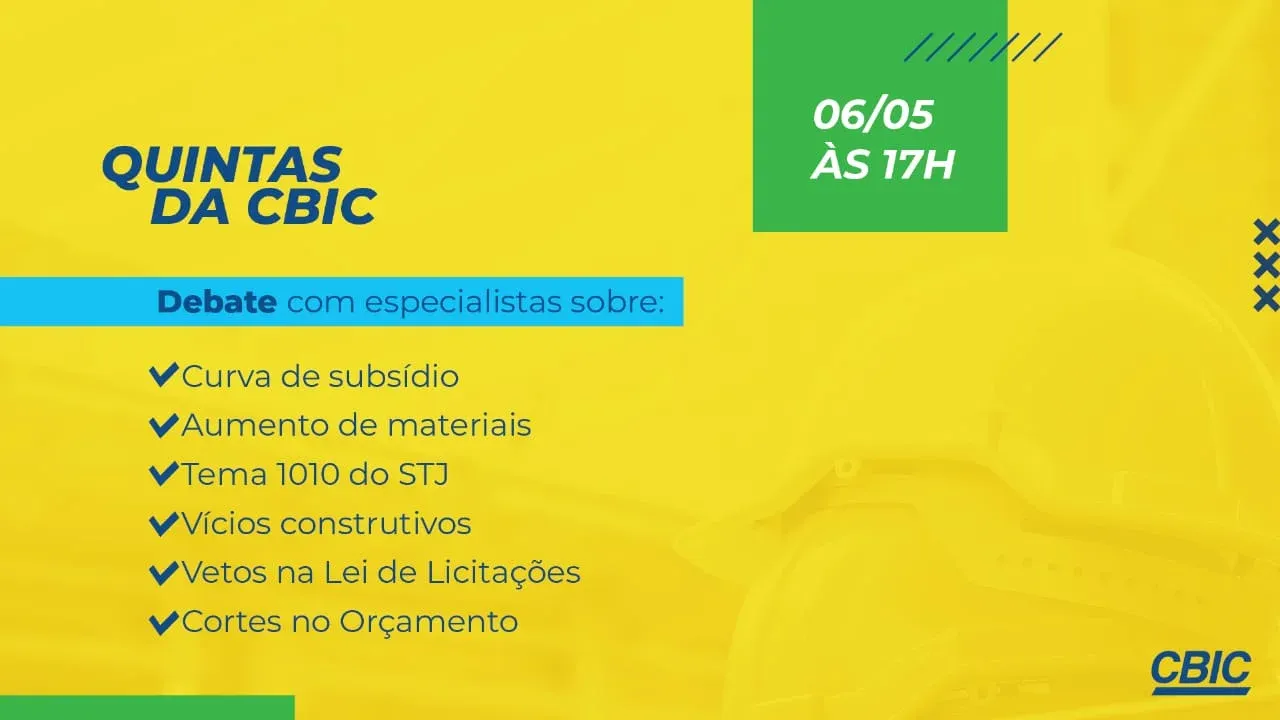 QUINTAS
DA CBIC
06/05
ÀS 17H
Debate com especialistas sobre:
Curva de subsídio
Aumento de materiais
Tema 1010 do STJ
Vícios construtivos
Vetos na Lei de Licitações
Cortes no Orçamento
CBIC